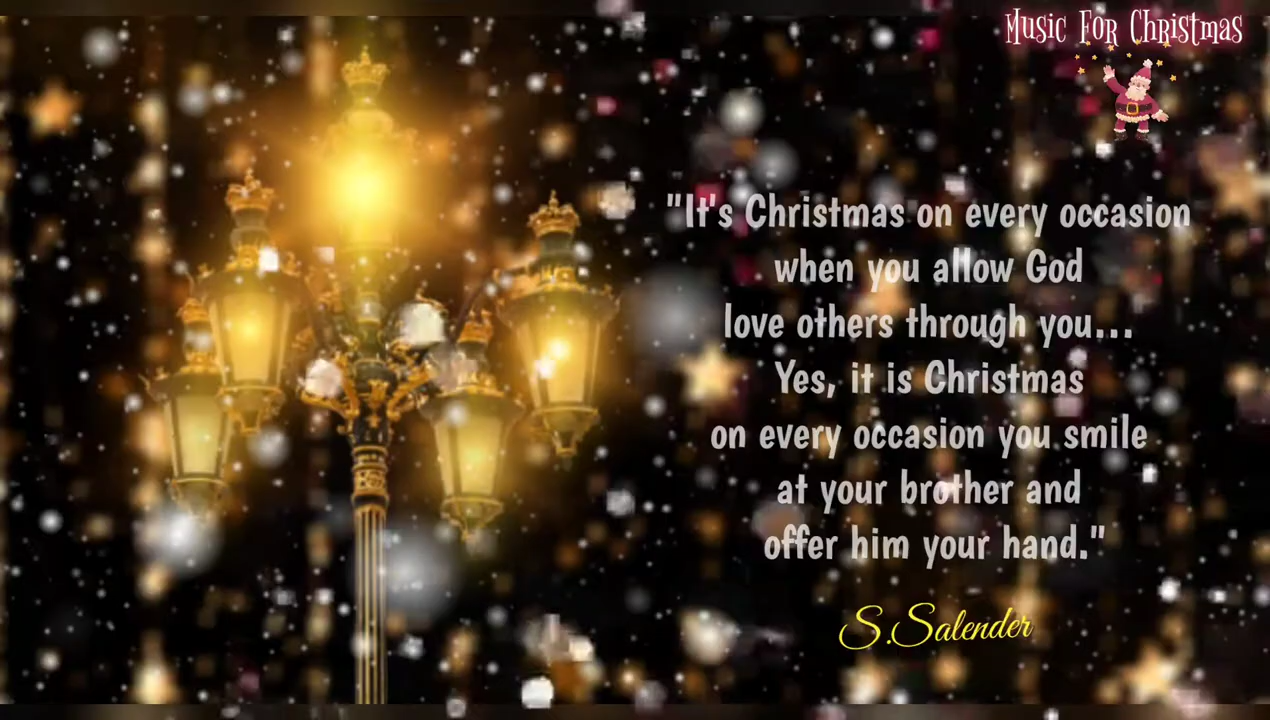 Music For Christmas
"It's Christmas on every occasion
when you allow God
love others through you...
Yes, it is Christmas
on every occasion you smile
at your brother and
offer him your hand."
S.Salender